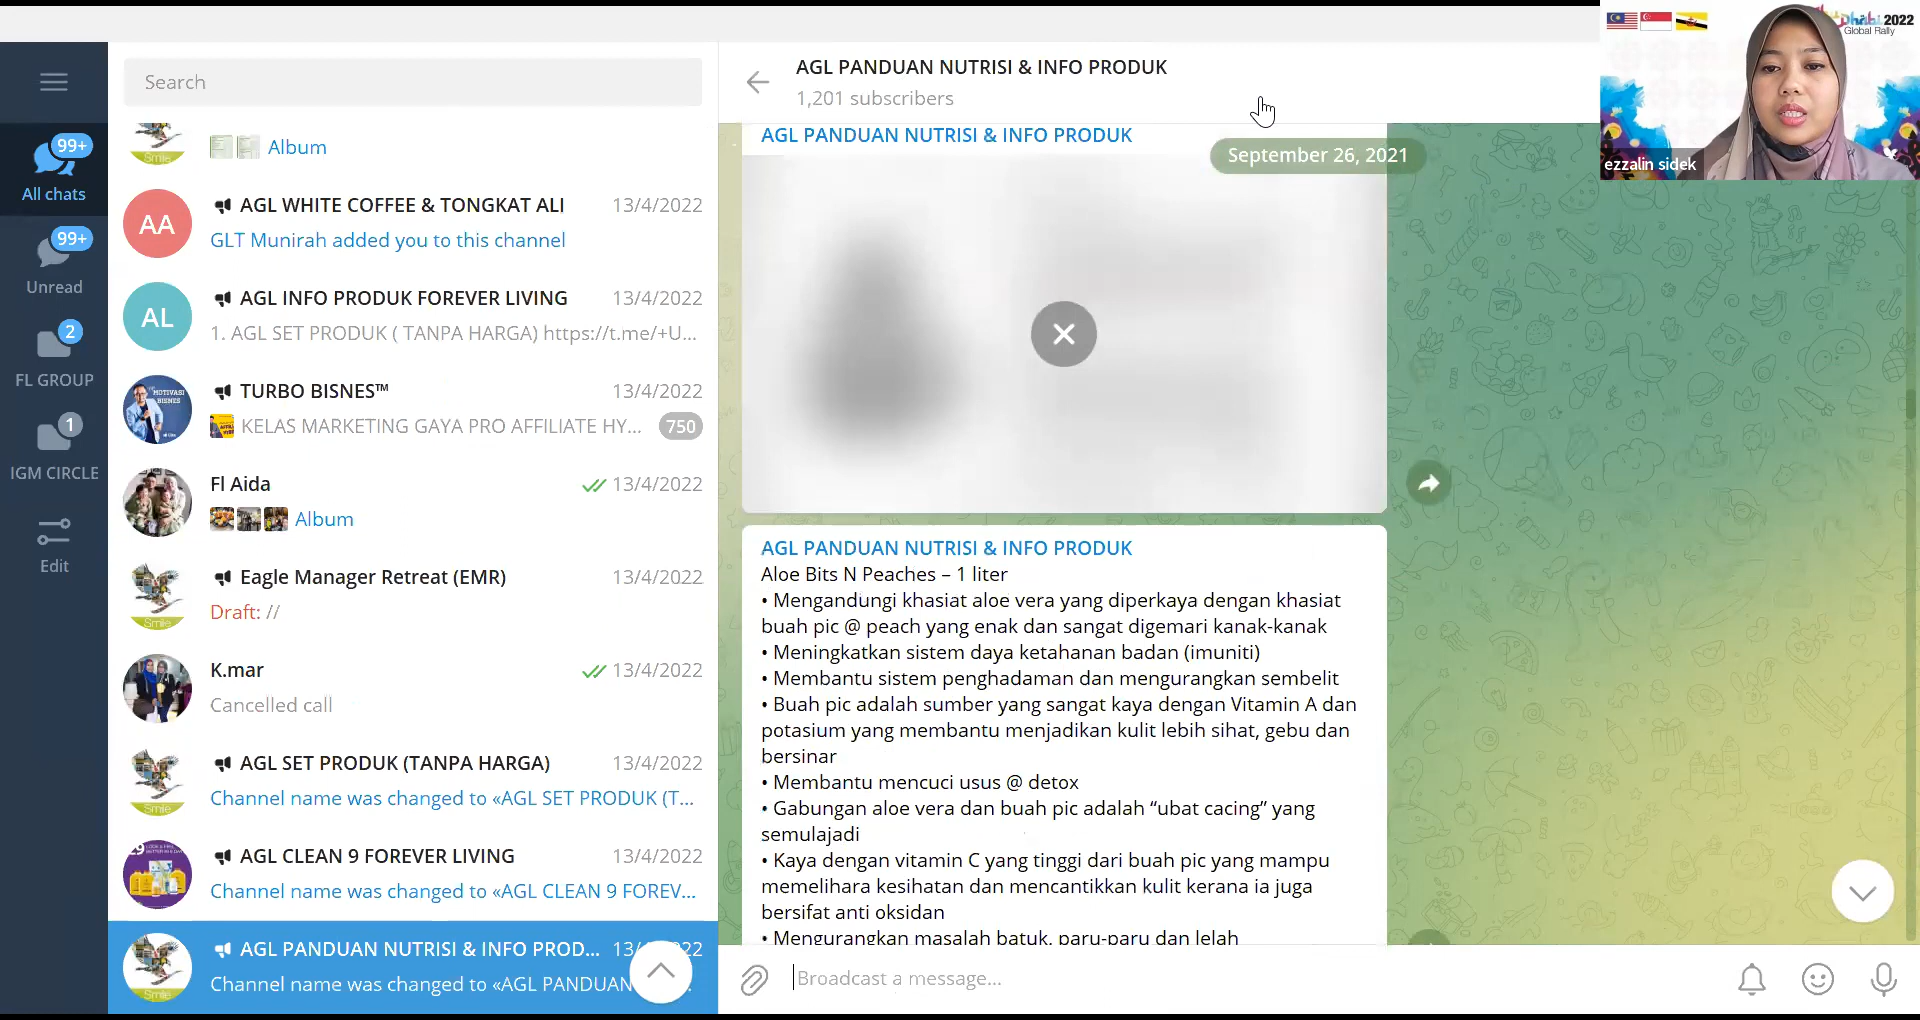 Search
All chats
99+
Unread
99+
FL GROUP
2
IGM CIRCLE
1
Edit
Smile
Album
AA
AGL WHITE COFFEE & TONGKAT ALI 13/4/2022
GLT Munirah added you to this channel
AL
AGL INFO PRODUK FOREVER LIVING 13/4/2022
1. AGL SET PRODUK ( TANPA HARGA) https://t.me/+U...
MOTIVASI
BISNES
TURBO BISNES™ 13/4/2022
KELAS MARKETING GAYA PRO AFFILIATE HY... 750
Fl Aida 13/4/2022
Album
Smile
Eagle Manager Retreat (EMR) 13/4/2022
Draft: //
K.mar 13/4/2022
Cancelled call
Smile
AGL SET PRODUK (TANPA HARGA) 13/4/2022
Channel name was changed to «AGL SET PRODUK (T...
AGL CLEAN 9 FOREVER LIVING 13/4/2022
Channel name was changed to «AGL CLEAN 9 FOREV...
Smile
AGL PANDUAN NUTRISI & INFO PROD...
Channel name was changed to «AGL PANDUAN
AGL PANDUAN NUTRISI & INFO PRODUK
1,201 subscribers
AGL PANDUAN NUTRISI & INFO PRODUK
September 26, 2021
AGL PANDUAN NUTRISI & INFO PRODUK
Aloe Bits N Peaches – 1 liter
• Mengandungi khasiat aloe vera yang diperkaya dengan khasiat
buah pic @ peach yang enak dan sangat digemari kanak-kanak
• Meningkatkan sistem daya ketahanan badan (imuniti)
• Membantu sistem penghadaman dan mengurangkan sembelit
• Buah pic adalah sumber yang sangat kaya dengan Vitamin A dan
potasium yang membantu menjadikan kulit lebih sihat, gebu dan
bersinar
• Membantu mencuci usus @ detox
• Gabungan aloe vera dan buah pic adalah “ubat cacing” yang
semulajadi
• Kaya dengan vitamin C yang tinggi dari buah pic yang mampu
memelihara kesihatan dan mencantikkan kulit kerana ia juga
bersifat anti oksidan
• Mengurangkan masalah batuk, paru-paru dan lelah
Broadcast a message...
2022
Global Rally
ezzalin sidek